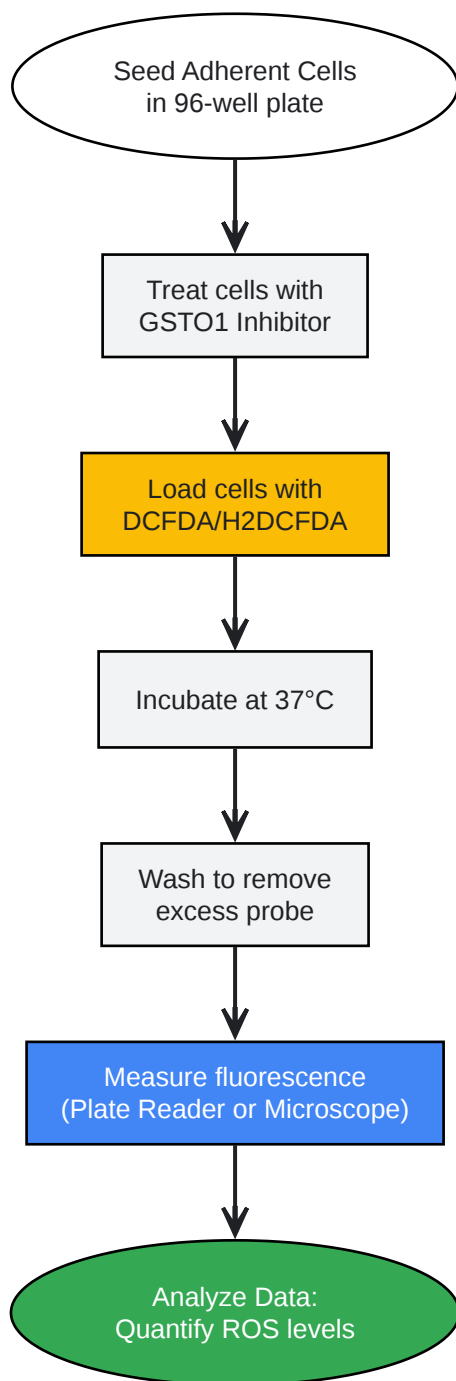 Seed Adherent Cells
in 96-well plate
Treat cells with
GSTO1 Inhibitor
Load cells with
DCFDA/H2DCFDA
Incubate at 37°C
Wash to remove
excess probe
Measure fluorescence
(Plate Reader or Microscope)
Analyze Data:
Quantify ROS levels